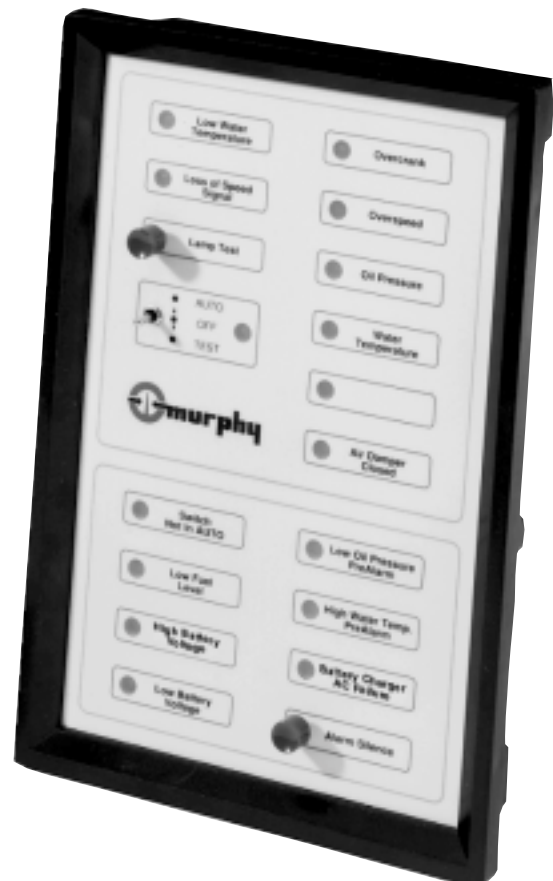 Low Water
Temperature
Loss of Speed
Signal
Lamp Test
AUTO
OFF
TEST
murphy
Overcrank
Overspeed
Oil Pressure
Water
Temperature
Air Damper
Closed
Switch
Not in AUTO
Low Fuel
Level
High Battery
Voltage
Low Battery
Voltage
Low Oil Pressure
PreAlarm
High Water Temp.
PreAlarm
Battery Charger
AC Failure
Alarm Silence